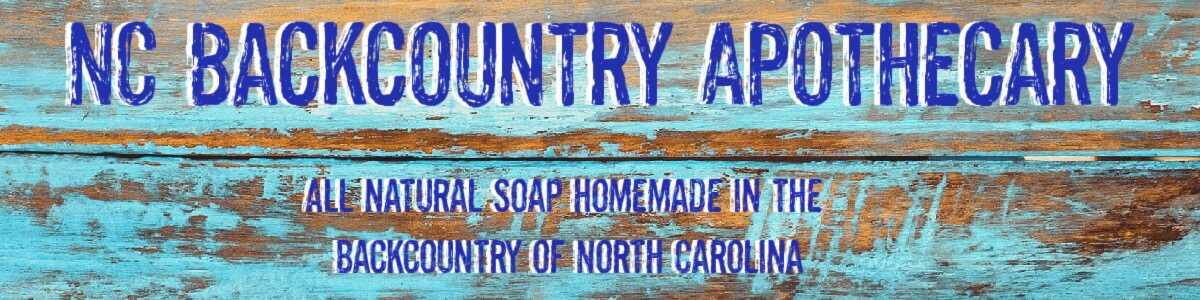 NC BACKCOUNTRY APOTHECARY
ALL NATURAL SOAP HOMEMADE IN THE
BACKCOUNTRY OF NORTH CAROLINA